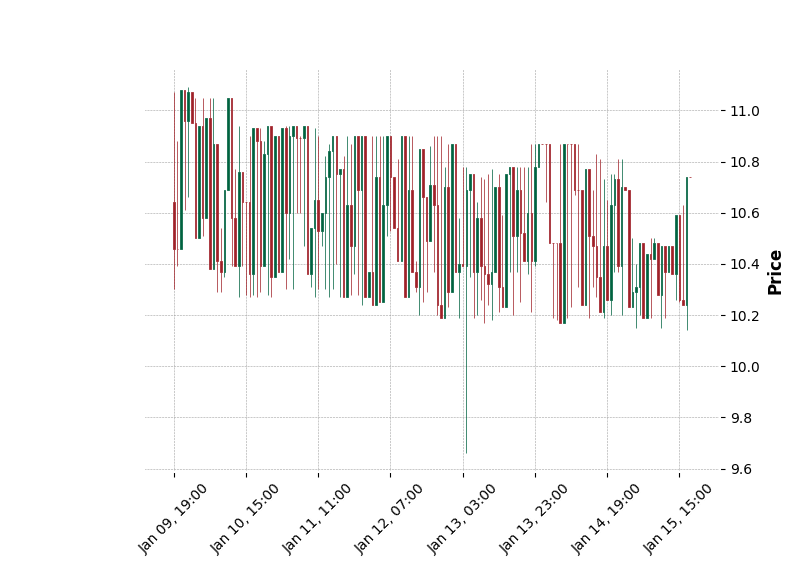 11.0
10.8
10.6
10.4
10.2
10.0
9.8
9.6
Price
Jan 09, 19:00
Jan 10, 15:00
Jan 11, 11:00
Jan 12, 07:00
Jan 13, 03:00
Jan 13, 23:00
Jan 14, 19:00
Jan 15, 15:00